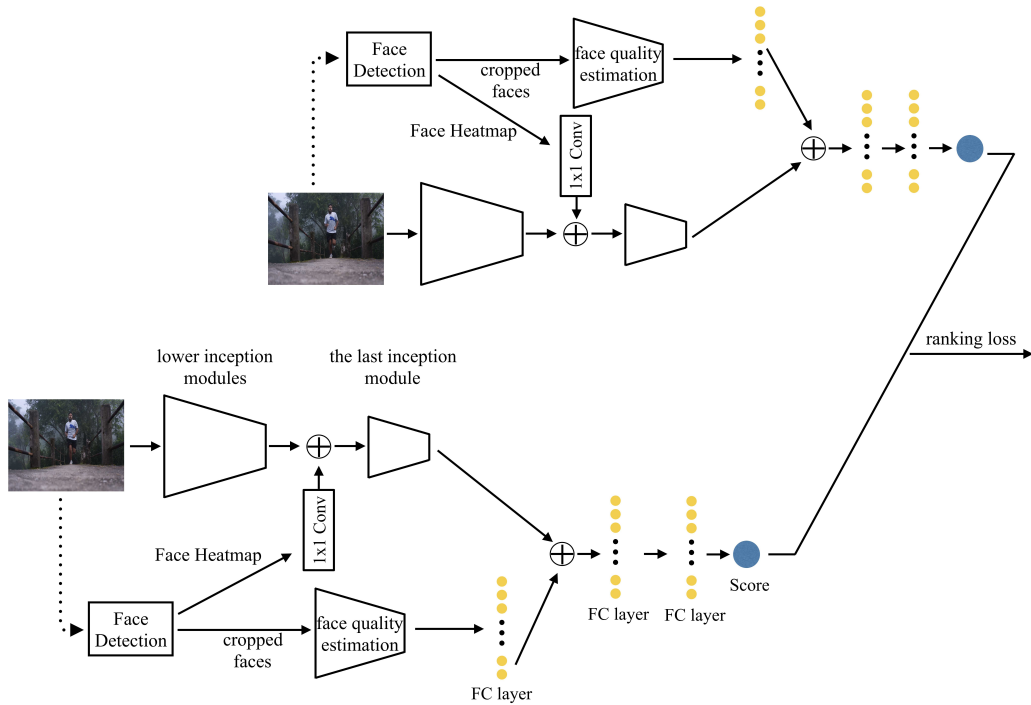 Face
Detection
cropped
faces
face quality
estimation
Face Heatmap
1x1 Conv
ranking loss
lower inception
modules
the last inception
module
1x1 Conv
Face Heatmap
Face
Detection
cropped
faces
face quality
estimation
FC layer
FC layer
FC layer
Score